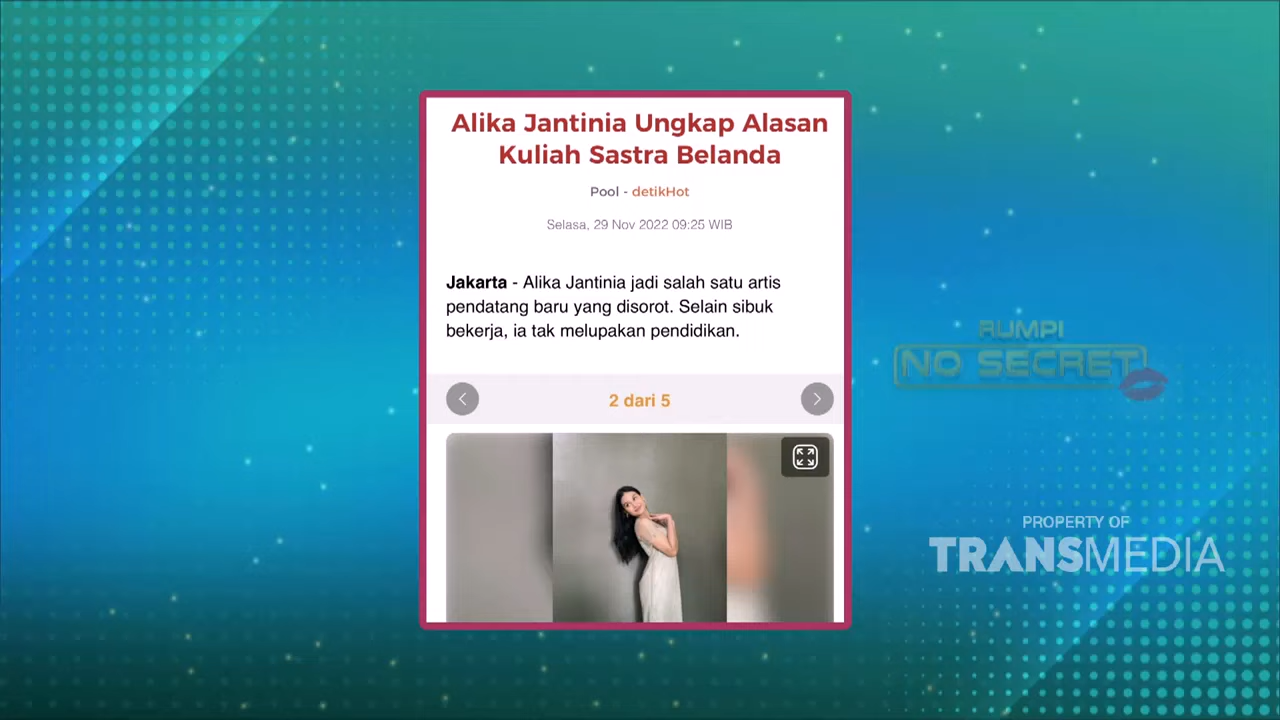 Alika Jantinia Ungkap Alasan
Kuliah Sastra Belanda
Pool - detikHot
Selasa, 29 Nov 2022 09:25 WIB
Jakarta - Alika Jantinia jadi salah satu artis
pendatang baru yang disorot. Selain sibuk
bekerja, ia tak melupakan pendidikan.
2 dari 5
RUMPI
NO SECRET
PROPERTY OF
TRANSMEDIA